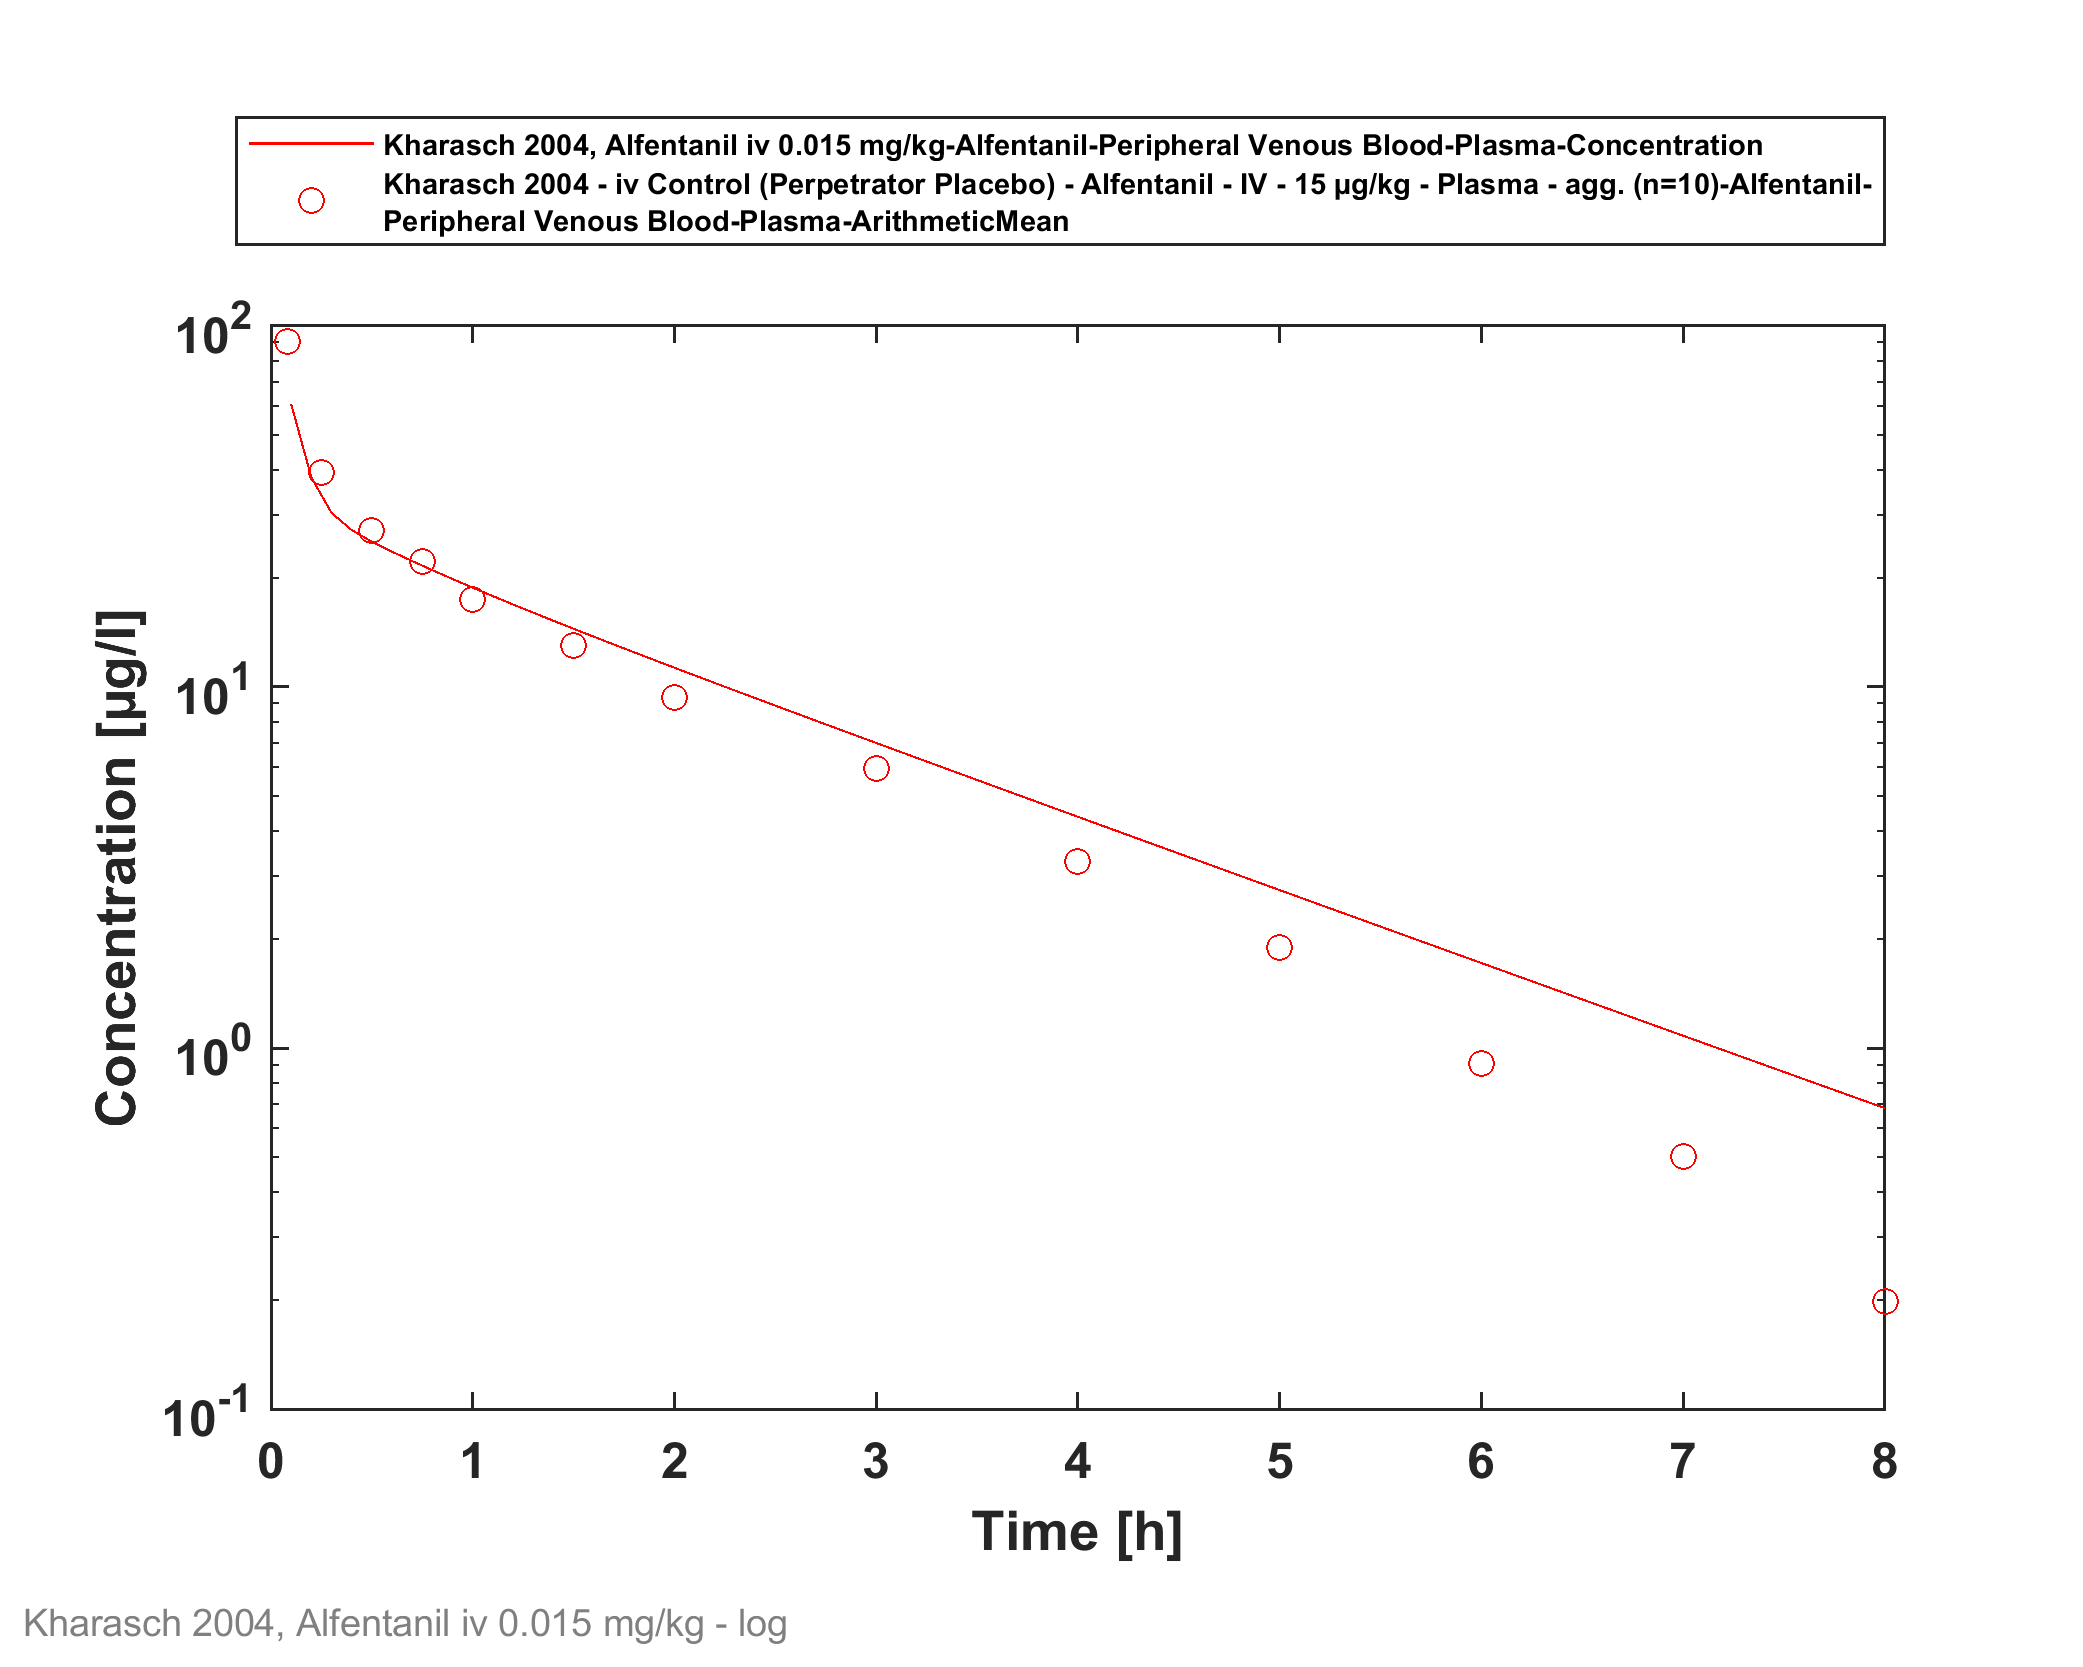 Kharasch 2004, Alfentanil iv 0.015 mg/kg-Alfentanil-Peripheral Venous Blood-Plasma-Concentration
Kharasch 2004 - iv Control (Perpetrator Placebo) - Alfentanil - IV - 15 µg/kg - Plasma - agg. (n=10)-Alfentanil-
Peripheral Venous Blood-Plasma-ArithmeticMean
10^2
10^1
10^0
10^-1
Concentration [µg/l]
0 1 2 3 4 5 6 7 8
Time [h]
Kharasch 2004, Alfentanil iv 0.015 mg/kg - log